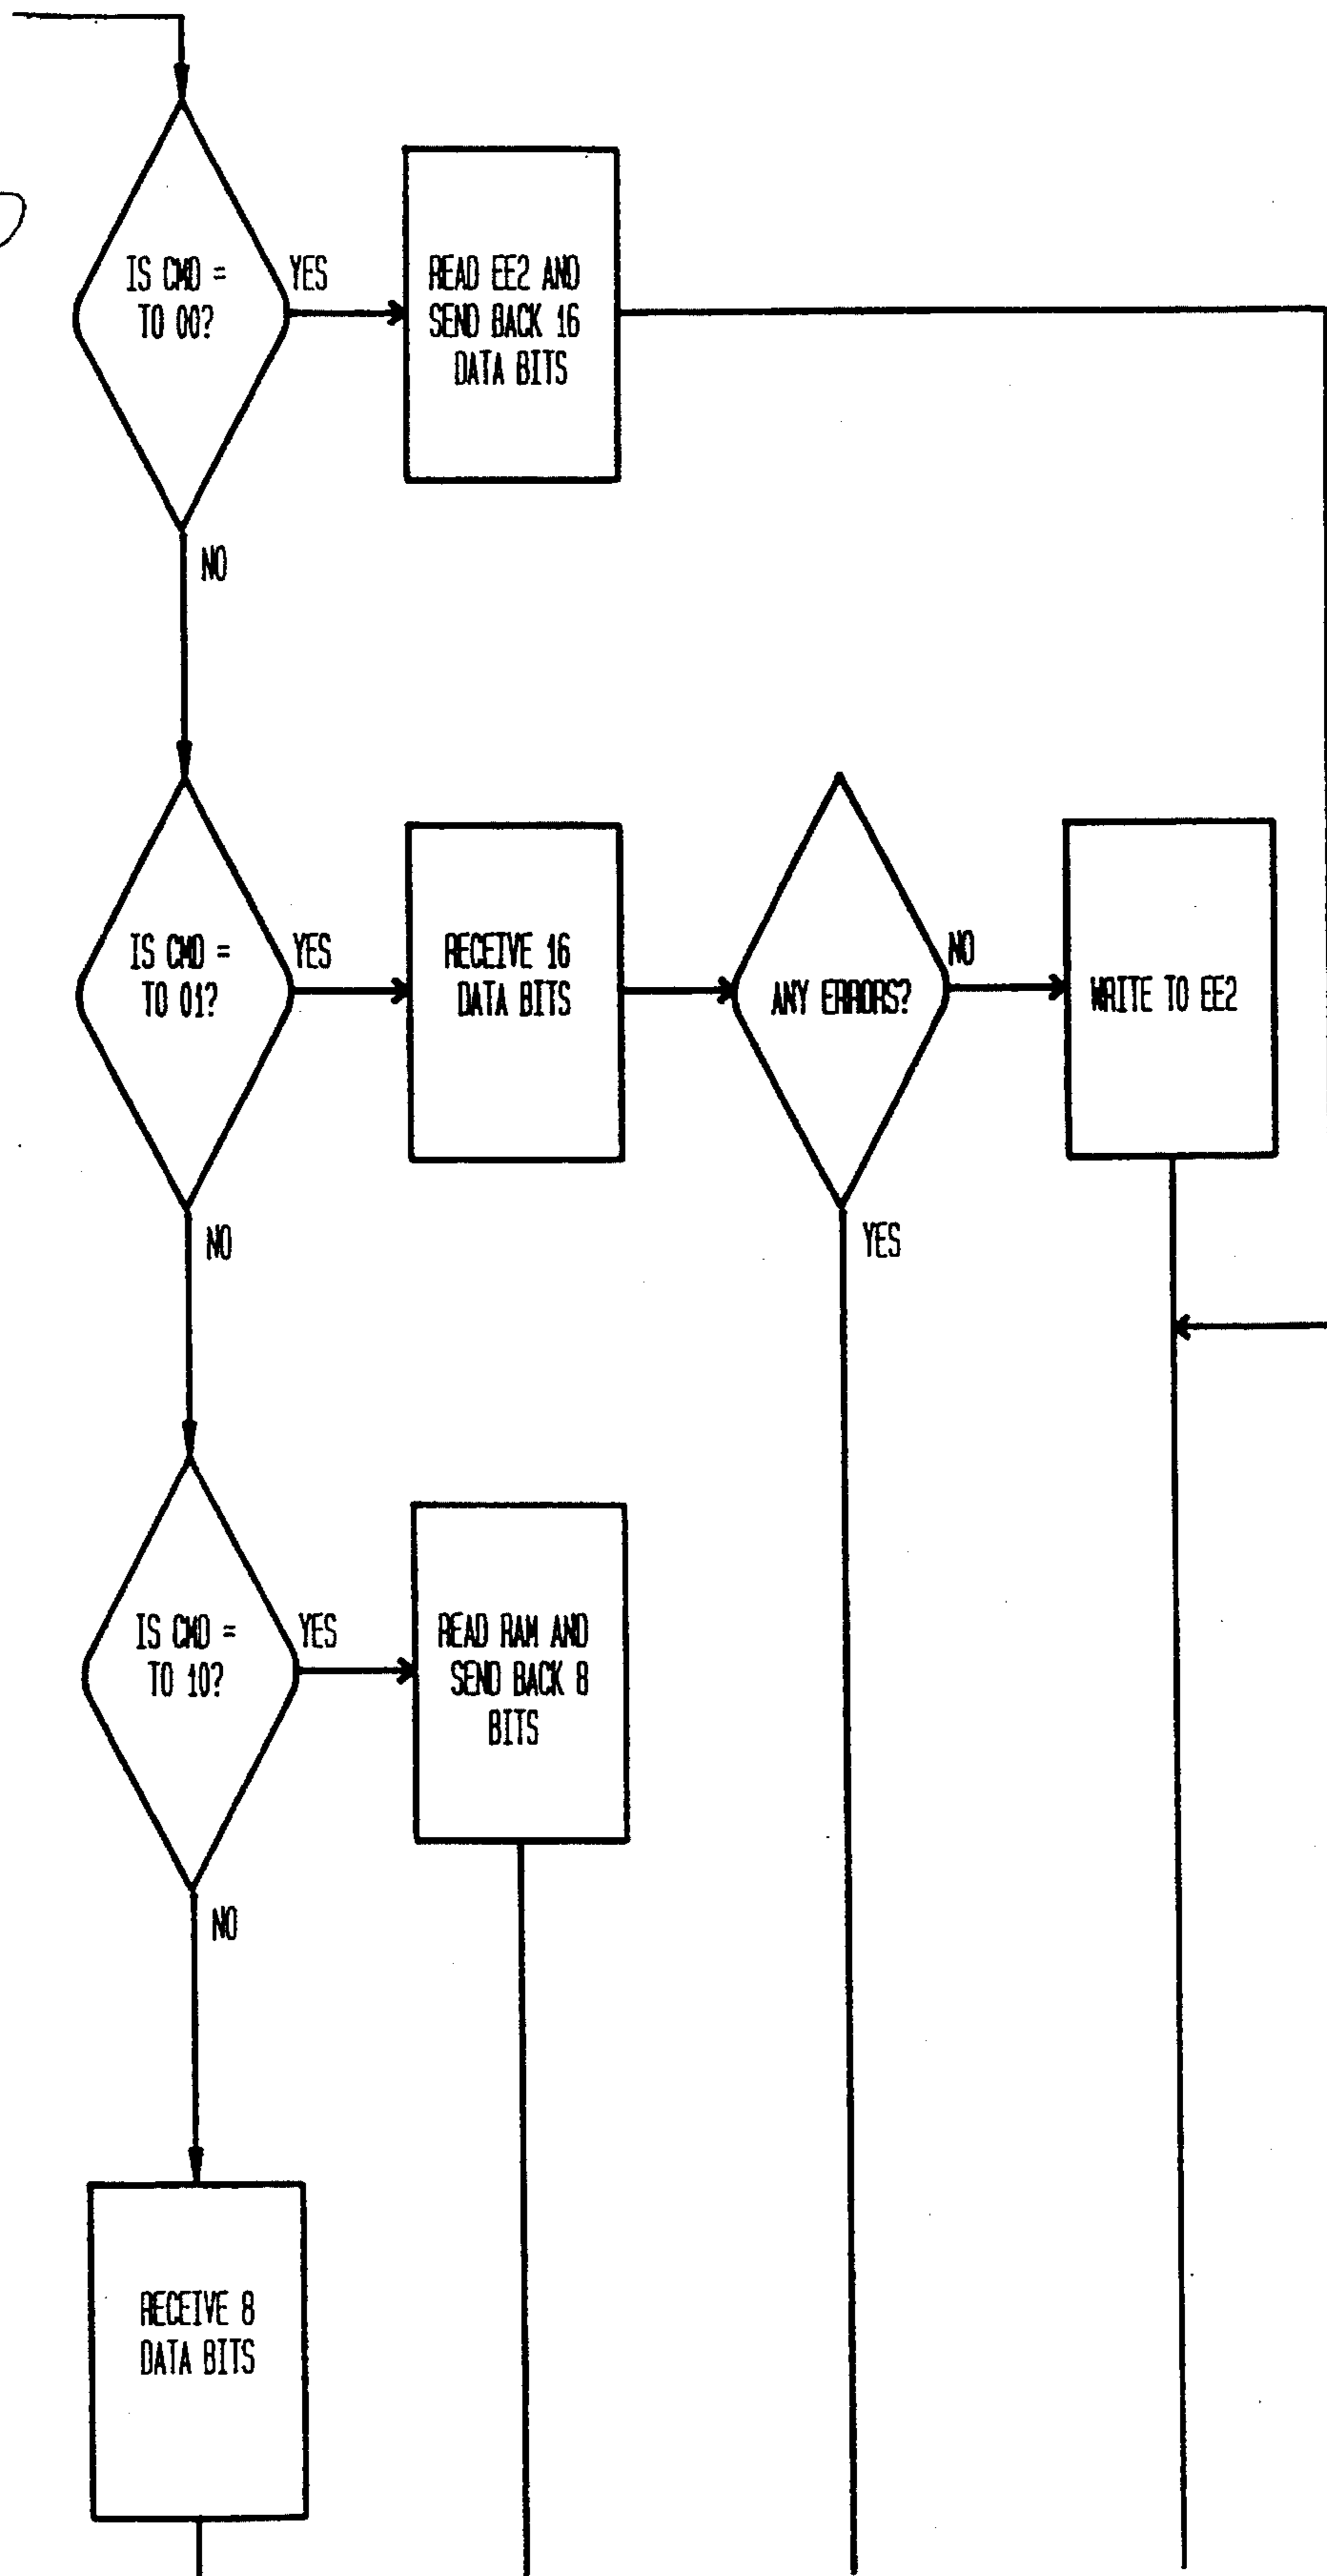 IS CMD =
TO 00?
YES
READ EE2 AND
SEND BACK 16
DATA BITS
NO
IS CMD =
TO 01?
YES
RECEIVE 16
DATA BITS
ANY ERRORS?
NO
WRITE TO EE2
NO
YES
IS CMD =
TO 10?
YES
READ RAM AND
SEND BACK 8
BITS
NO
RECEIVE 8
DATA BITS